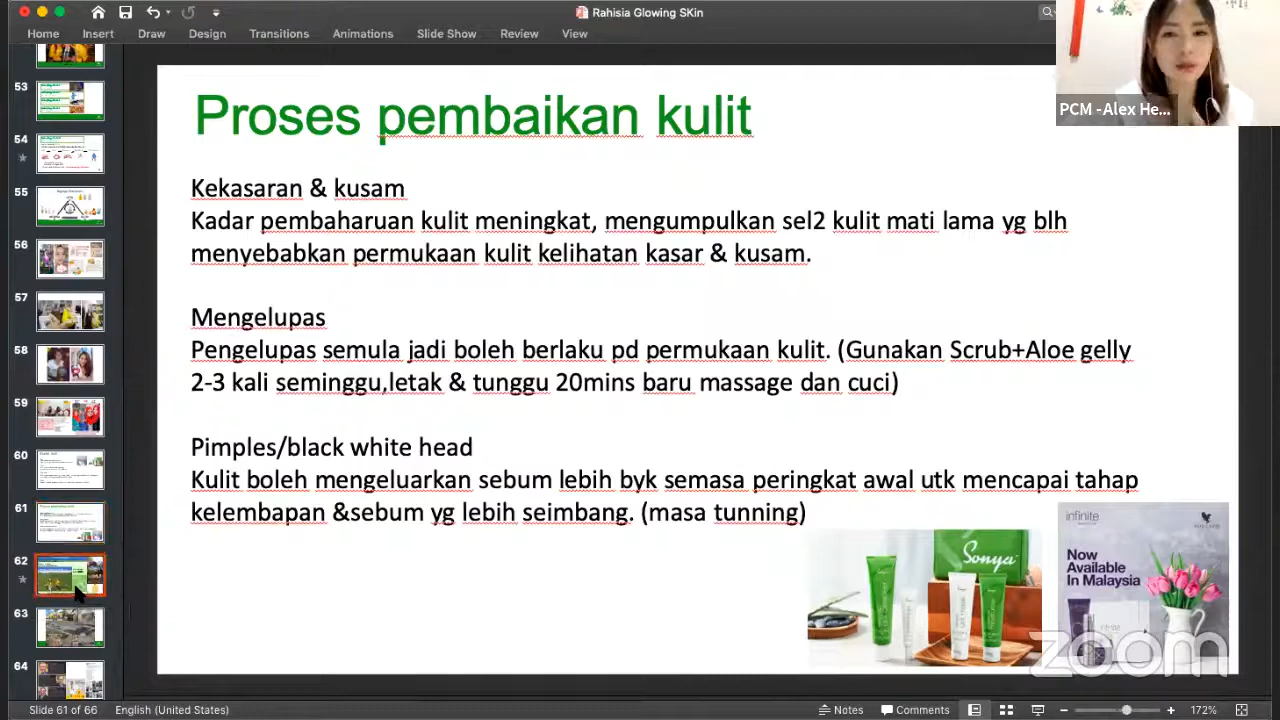 Rahisia Glowing SKin
Home Insert Draw Design Transitions Animations Slide Show Review View
PCM -Alex He...
53
54
55
56
57
58
59
60
61
62
63
64
Proses pembaikan kulit
Kekasaran & kusam
Kadar pembaharuan kulit meningkat, mengumpulkan sel2 kulit mati lama yg blh
menyebabkan permukaan kulit kelihatan kasar & kusam.
Mengelupas
Pengelupas semula jadi boleh berlaku pd permukaan kulit. (Gunakan Scrub+Aloe gelly
2-3 kali seminggu,letak & tunggu 20mins baru massage dan cuci)
Pimples/black white head
Kulit boleh mengeluarkan sebum lebih byk semasa peringkat awal utk mencapai tahap
kelembapan &sebum yg lebih seimbang. (masa tunning)
Sonya
infinite
Now
Available
In Malaysia
zoom
Slide 61 of 66 English (United States) Notes Comments 172%